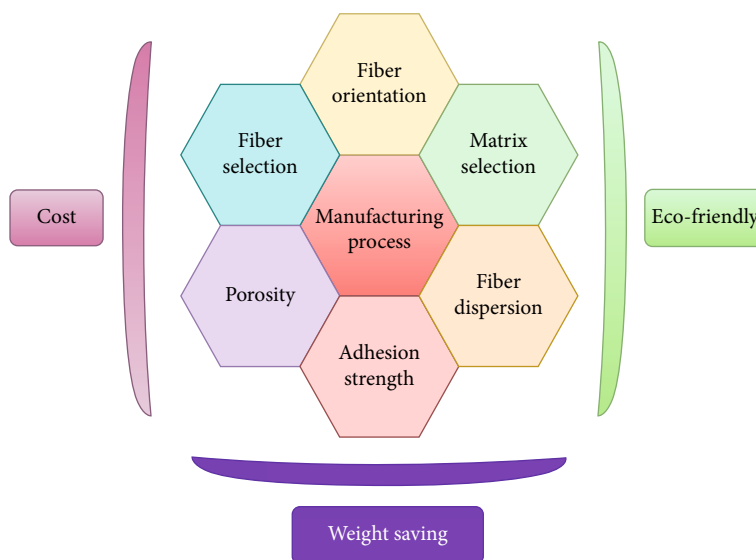 Fiber
orientation
Fiber
selection
Matrix
selection
Cost
Manufacturing
process
Eco-friendly
Porosity
Fiber
dispersion
Adhesion
strength
Weight saving